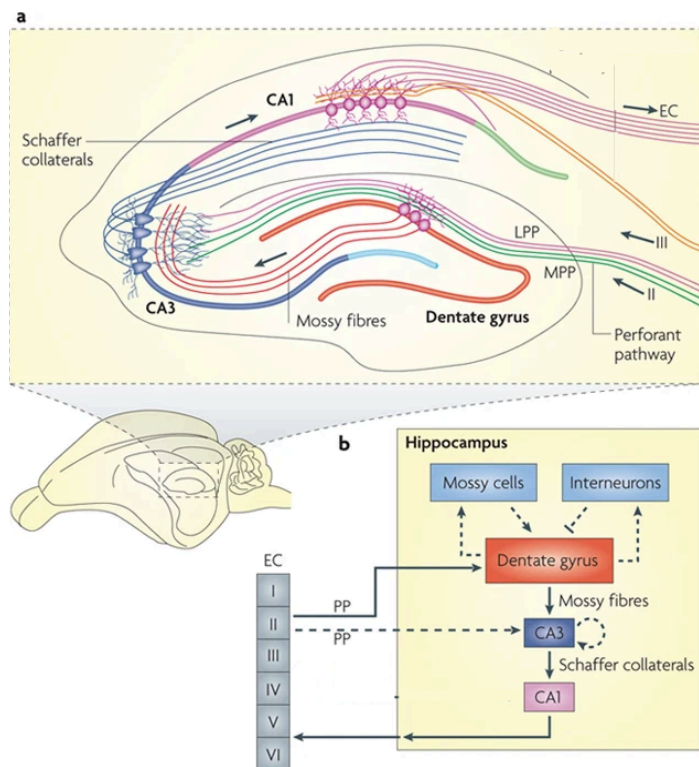 a
CA1
EC
Schaffer
collaterals
LPP
III
MPP
II
CA3
Mossy fibres
Dentate gyrus
Perforant
pathway
b
Hippocampus
Mossy cells
Interneurons
EC
Dentate gyrus
I
PP
Mossy fibres
II
PP
CA3
III
Schaffer collaterals
IV
CA1
V
VI